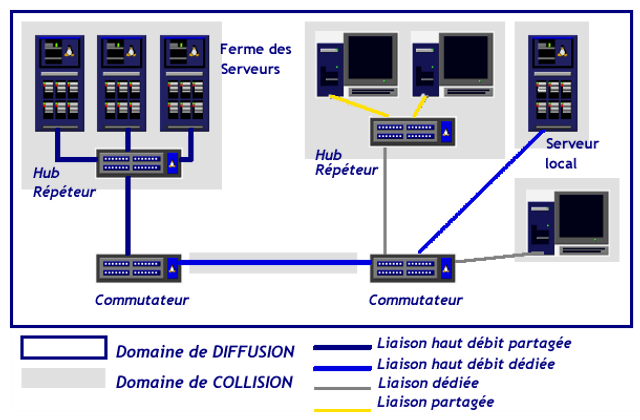 Ferme des
Serveurs
Hub
Répéteur
Hub
Répéteur
Serveur
local
Commutateur
Commutateur
Domaine de DIFFUSION
Domaine de COLLISION
Liaison haut débit partagée
Liaison haut débit dédiée
Liaison dédiée
Liaison partagée